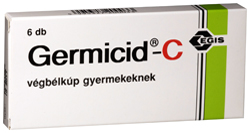 6 db
Germicid®-C
EGIS
végbélkúp gyermekeknek